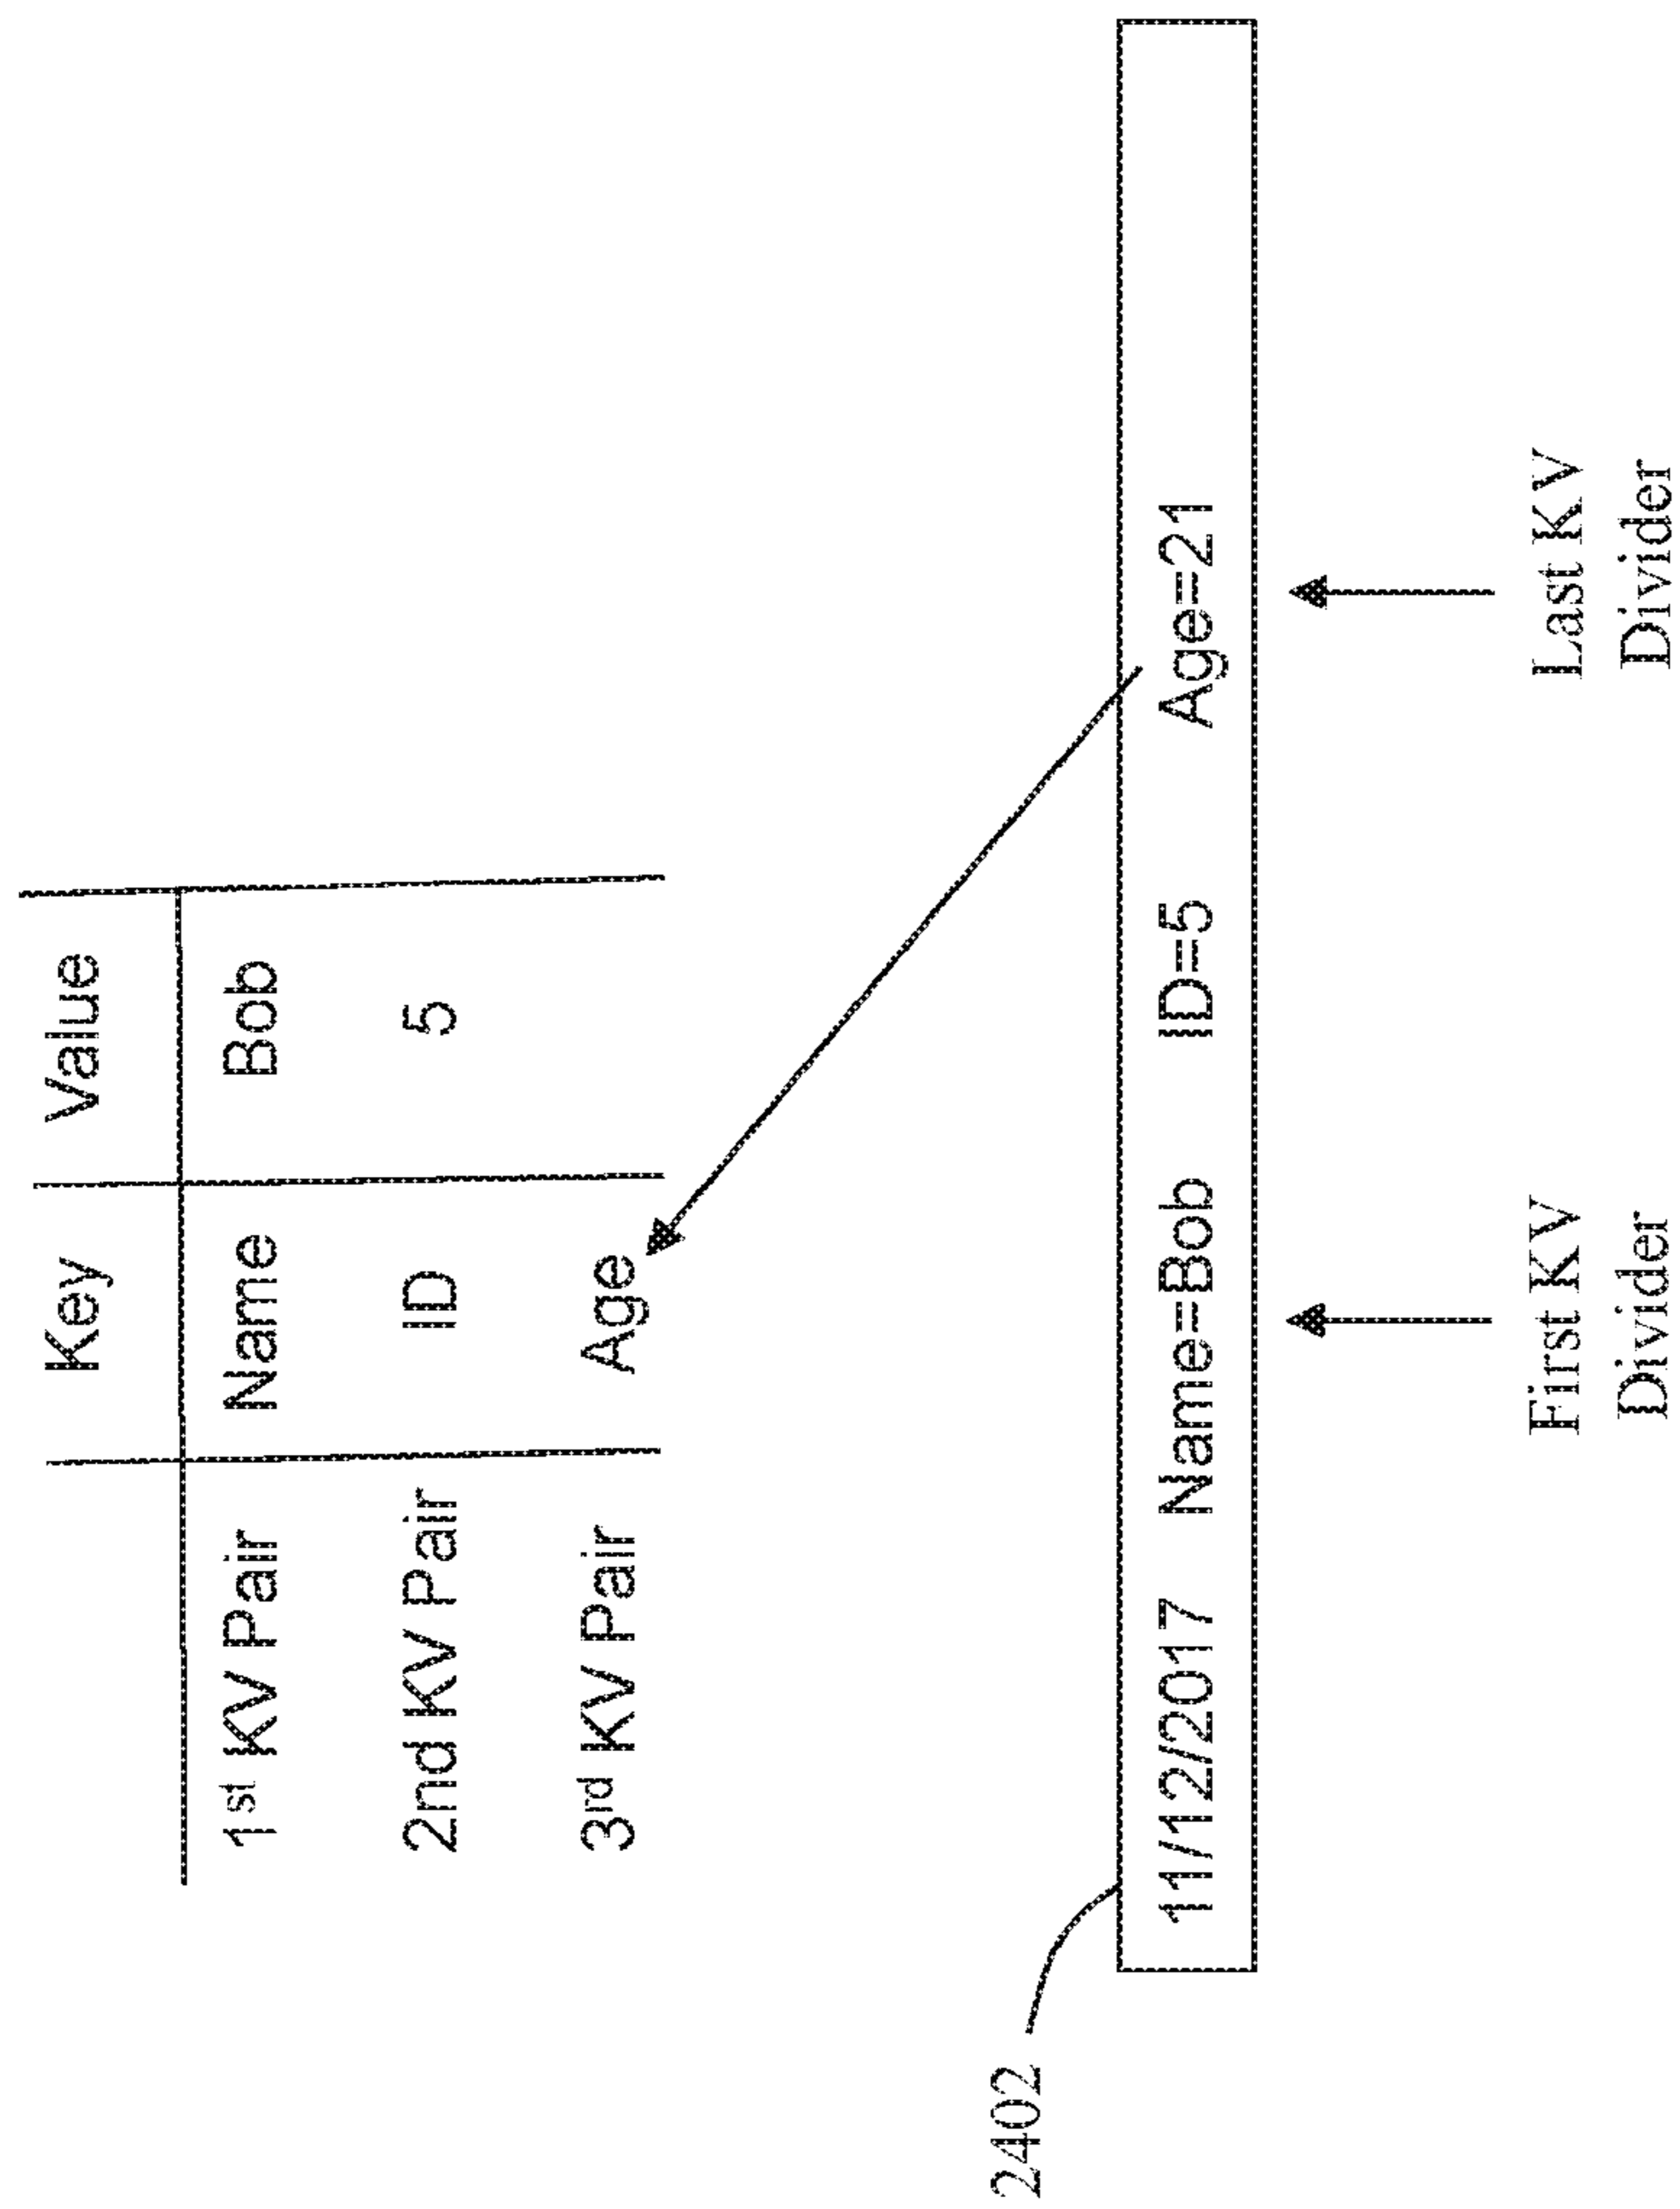 Key Value
1st KV Pair Name Bob
2nd KV Pair ID 5
3rd KV Pair Age
2402
11/12/2017 Name=Bob ID=5 Age=21
First KV Divider
Last KV Divider